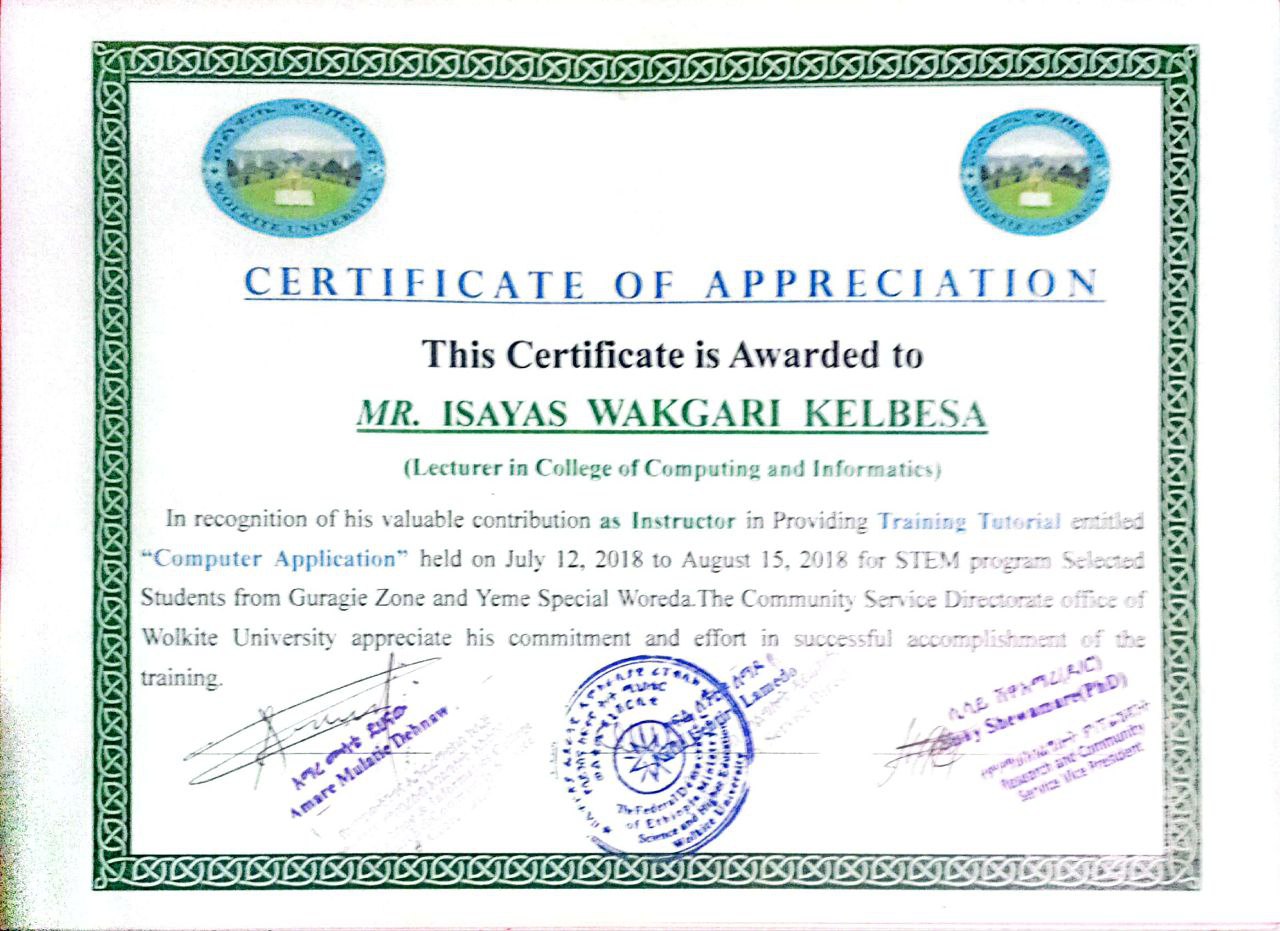 WOLKITE UNIVERSITY
WOLKITE UNIVERSITY
CERTIFICATE OF APPRECIATION
This Certificate is Awarded to
MR. ISAYAS WAKGARI KELBESA
(Lecturer in College of Computing and Informatics)
In recognition of his valuable contribution as Instructor in Providing Training Tutorial entitled
“Computer Application” held on July 12, 2018 to August 15, 2018 for STEM program Selected
Students from Guragie Zone and Yeme Special Woreda.The Community Service Directorate office of
Wolkite University appreciate his commitment and effort in successful accomplishment of the
training.
አማረ ሙላቴ ደህናው
Amare Mulatie Dehnaw
Lamedo
The Federal Democratic
of Ethiopia
Science and Higher Education
Wolkite University
Shewamare(PhD)
Research and Community
Service Vice President